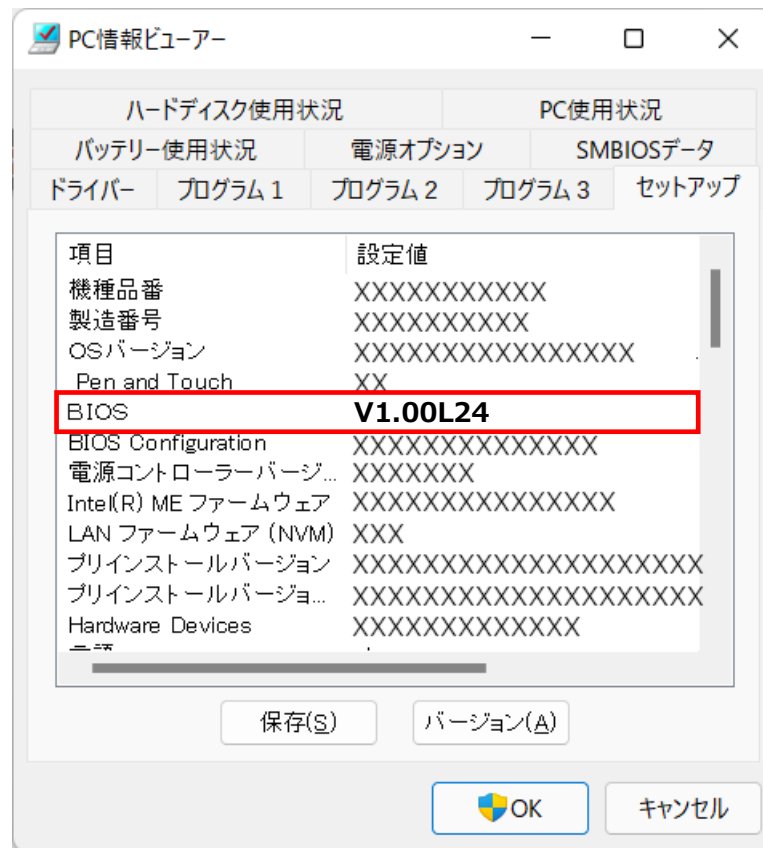 PC情報ビューアー
ハードディスク使用状況 PC使用状況
バッテリー使用状況 電源オプション SMBIOSデータ
ドライバー プログラム 1 プログラム 2 プログラム 3 セットアップ
項目 設定値
機種品番 XXXXXXXXXXX
製造番号 XXXXXXXXXX
OSバージョン XXXXXXXXXXXXXXXX .
Pen and Touch XX
BIOS V1.00L24
BIOS Configuration XXXXXXXXXXXXXX
電源コントローラーバージ... XXXXXXX
Intel(R) ME ファームウェア XXXXXXXXXXXXXXX
LAN ファームウェア (NVM) XXX
プリインストールバージョン XXXXXXXXXXXXXXXXXXXX
プリインストールバージョ... XXXXXXXXXXXXXXXXXXXX
Hardware Devices XXXXXXXXXXXXX
保存(S) バージョン(A)
OK キャンセル